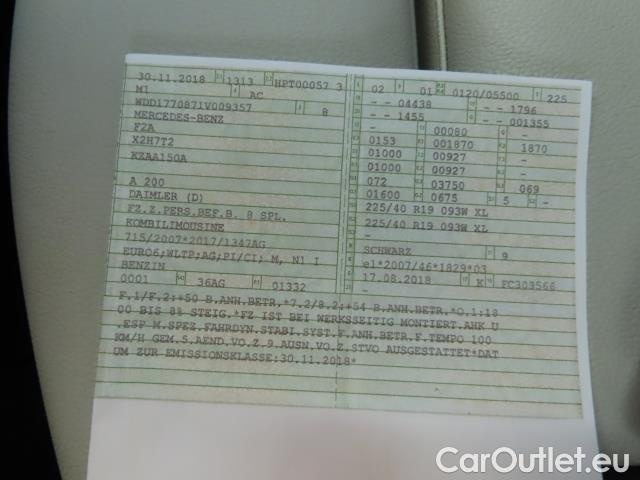 30.11.2018 1313 HPT00057 3
M1 AC
WDD1770871V009357 8
MERCEDES-BENZ
F2A
X2H7T2
KZAA150A
A 200
DAIMLER (D)
FZ.Z.PERS.BEF.B. 8 SPL.
KOMBILIMOUSINE
715/2007*2017/1347AG
EURO6;WLTP;AG;PI/CI; M, N1 I
BENZIN
0001 36AG 01332
02 01 0120/05500 225
- - 04438 - - 1796
- - 1455 - - 001355
- 00080 -
0153 001870 1870
01000 00927 -
01000 00927 -
072 03750 069
01600 0675 5 -
225/40 R19 093W XL
225/40 R19 093W XL
-
SCHWARZ 9
e1*2007/46*1829*03
17.08.2018 K FC303566
F.1/F.2:+50 B.ANH.BETR.*7.2/8.2:+54 B.ANH.BETR.*O.1:18
00 BIS 8% STEIG.*FZ IST BEI WERKSSEITIG MONTIERT.AHK U
.ESP M.SPEZ.FAHRDYN.STABI.SYST.F.ANH.BETR.F.TEMPO 100
KM/H GEM.5.AEND.VO.Z.9.AUSN.VO.Z.STVO AUSGESTATTET*DAT
UM ZUR EMISSIONSKLASSE:30.11.2018*
CarOutlet.eu